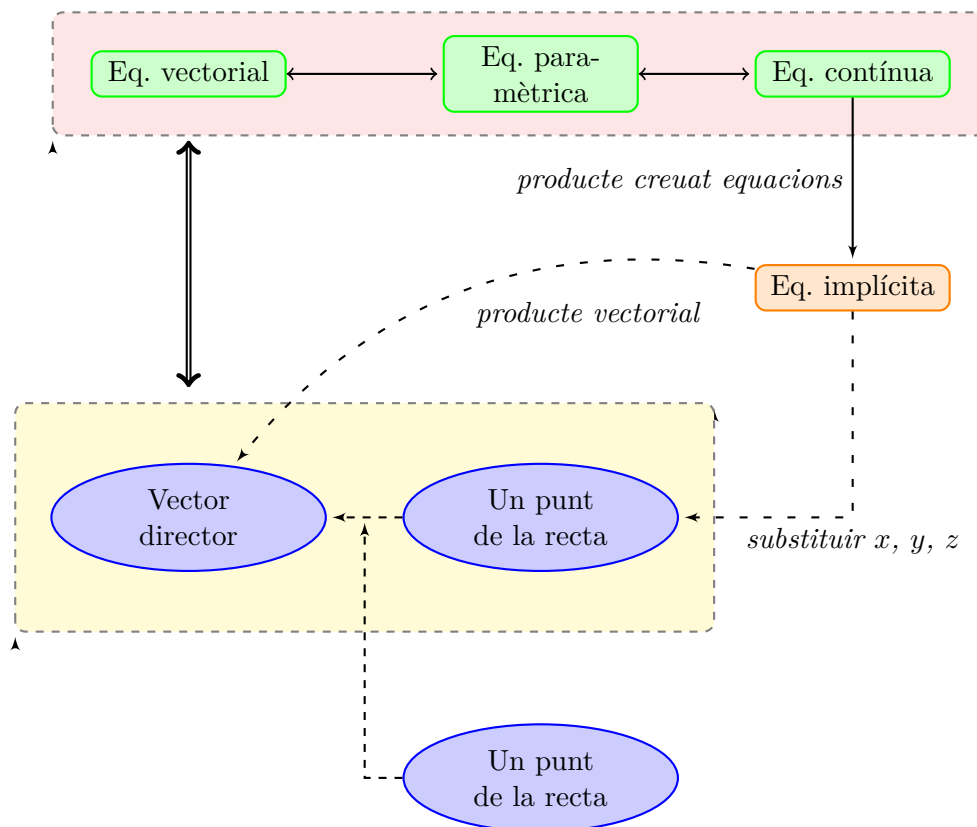 Eq. vectorial
Eq. para-
mètrica
Eq. contínua
producte creuat equacions
Eq. implícita
producte vectorial
Vector
director
Un punt
de la recta
substituir x, y, z
Un punt
de la recta